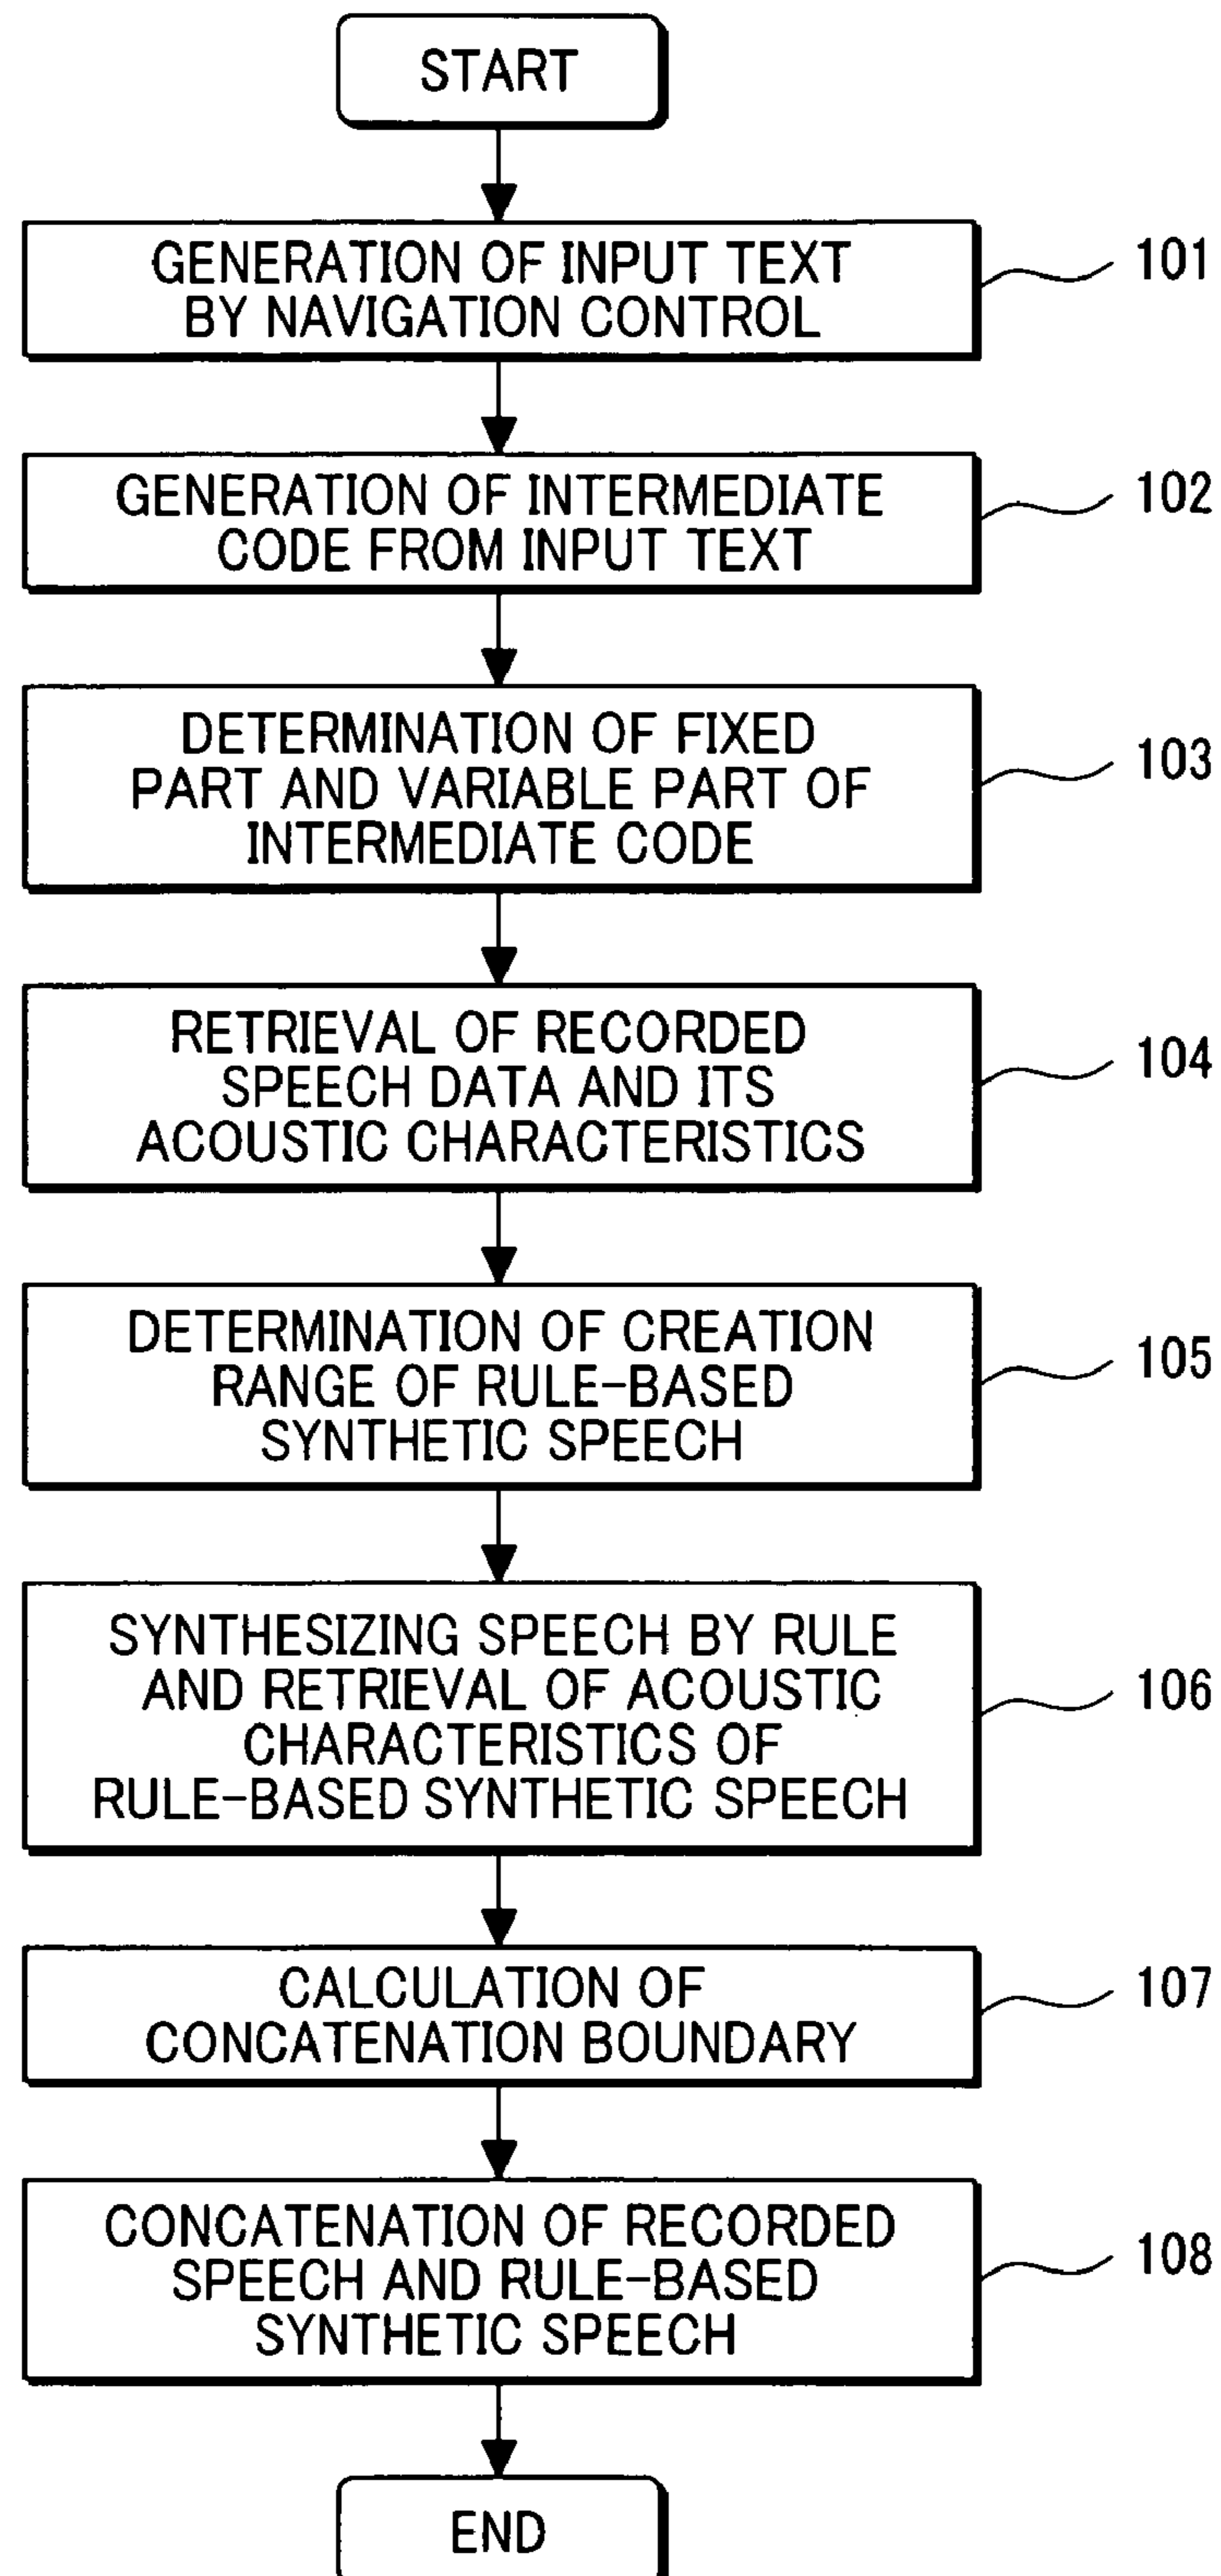 START
GENERATION OF INPUT TEXT
BY NAVIGATION CONTROL
101
GENERATION OF INTERMEDIATE
CODE FROM INPUT TEXT
102
DETERMINATION OF FIXED
PART AND VARIABLE PART OF
INTERMEDIATE CODE
103
RETRIEVAL OF RECORDED
SPEECH DATA AND ITS
ACOUSTIC CHARACTERISTICS
104
DETERMINATION OF CREATION
RANGE OF RULE-BASED
SYNTHETIC SPEECH
105
SYNTHESIZING SPEECH BY RULE
AND RETRIEVAL OF ACOUSTIC
CHARACTERISTICS OF
RULE-BASED SYNTHETIC SPEECH
106
CALCULATION OF
CONCATENATION BOUNDARY
107
CONCATENATION OF RECORDED
SPEECH AND RULE-BASED
SYNTHETIC SPEECH
108
END